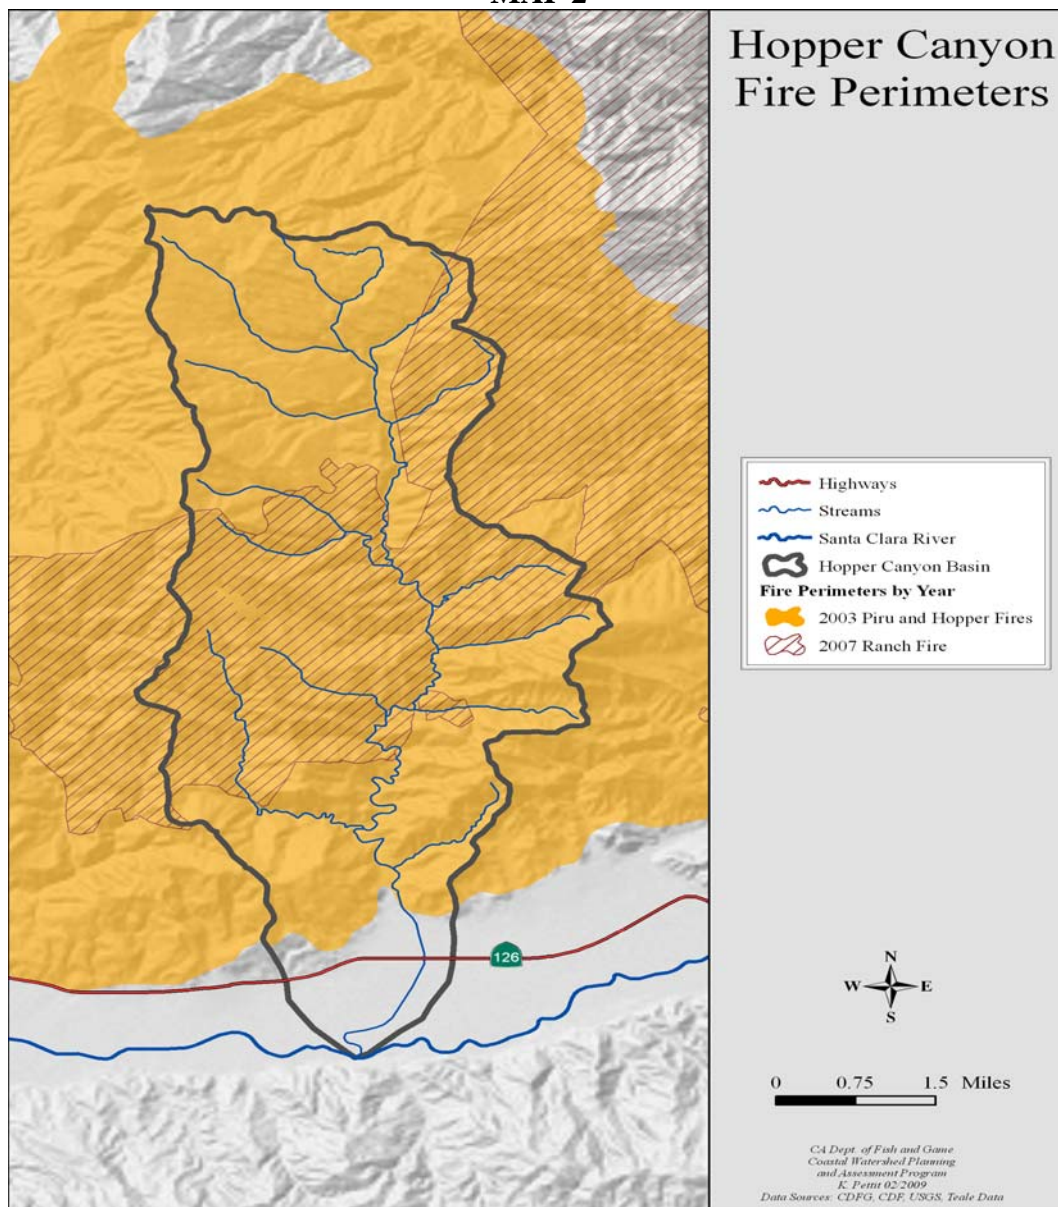 MAP 2
Hopper Canyon
Fire Perimeters
Highways
Streams
Santa Clara River
Hopper Canyon Basin
Fire Perimeters by Year
2003 Piru and Hopper Fires
2007 Ranch Fire
126
N
W E
S
0 0.75 1.5 Miles
CA Dept. of Fish and Game
Coastal Watershed Planning
and Assessment Program
K. Pettit 02/2009
Data Sources: CDFG, CDF, USGS, Teale Data